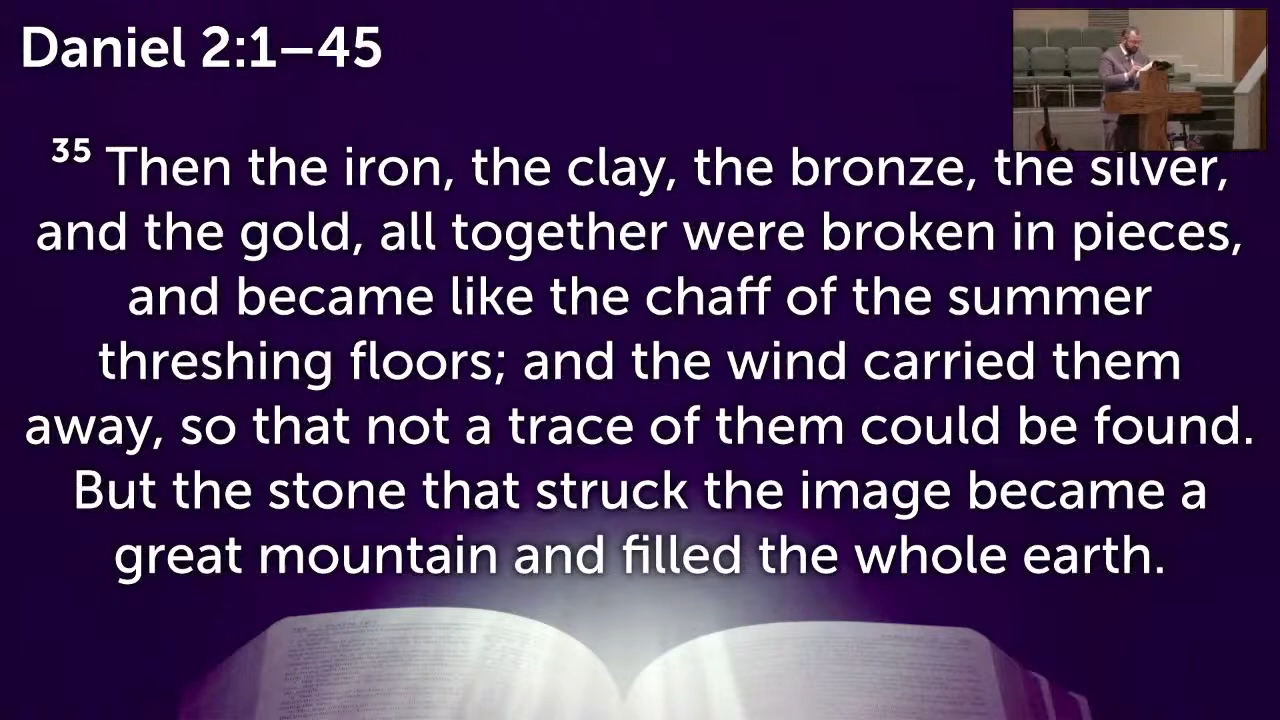 Daniel 2:1–45
35 Then the iron, the clay, the bronze, the silver,
and the gold, all together were broken in pieces,
and became like the chaff of the summer
threshing floors; and the wind carried them
away, so that not a trace of them could be found.
But the stone that struck the image became a
great mountain and filled the whole earth.